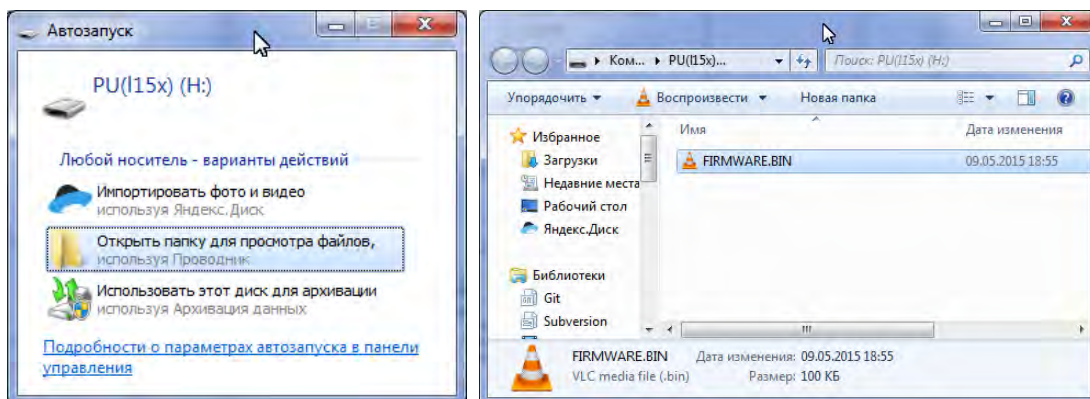 Автозапуск
PU(l15x) (H:)
Любой носитель - варианты действий
Импортировать фото и видео
используя Яндекс.Диск
Открыть папку для просмотра файлов,
используя Проводник
Использовать этот диск для архивации
используя Архивация данных
Подробности о параметрах автозапуска в панели
управления
Ком... PU(l15x)...
Поиск: PU(l15x) (H:)
Упорядочить Воспроизвести Новая папка
Избранное
Загрузки
Недавние места
Рабочий стол
Яндекс.Диск
Библиотеки
Git
Subversion
Имя Дата изменения
FIRMWARE.BIN 09.05.2015 18:55
FIRMWARE.BIN Дата изменения: 09.05.2015 18:55
VLC media file (.bin) Размер: 100 КБ